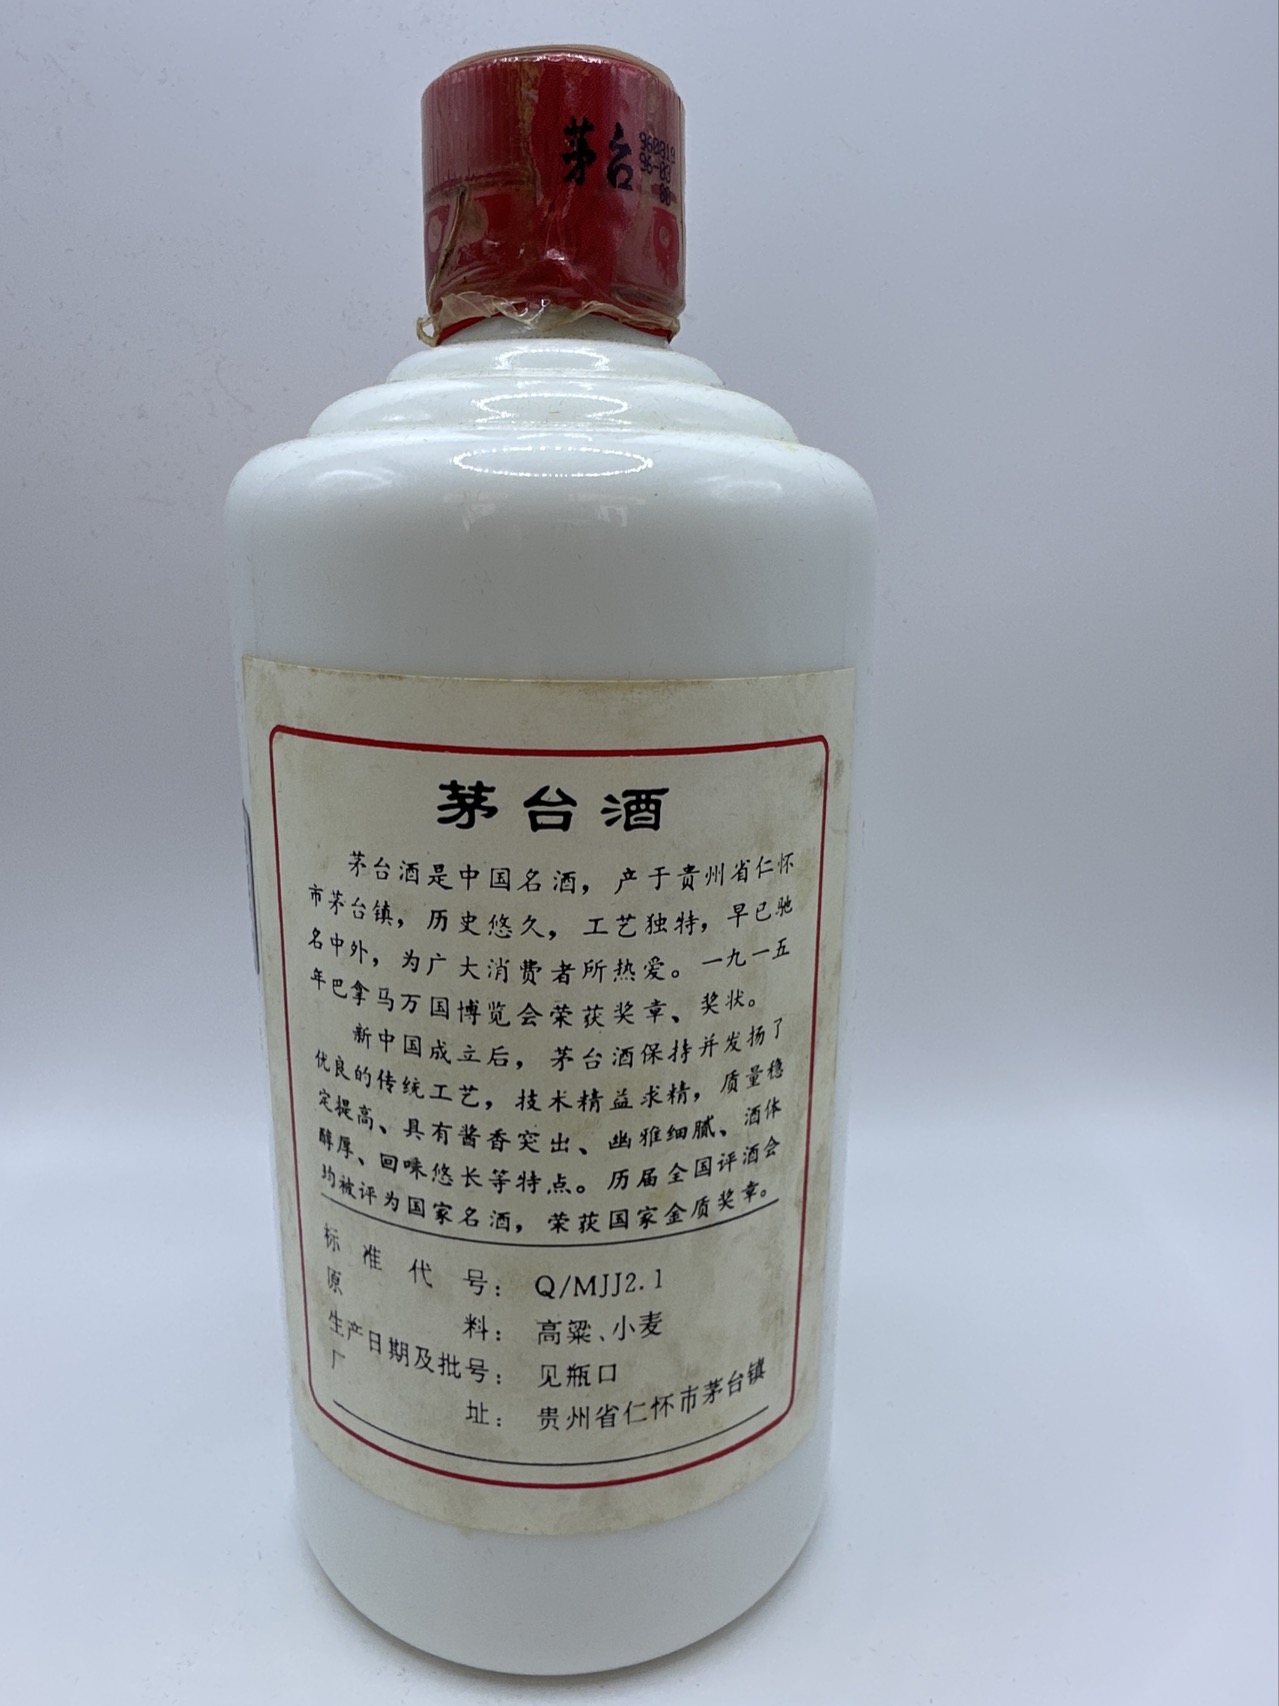 茅台
96-03
茅台酒
茅台酒是中国名酒，产于贵州省仁怀
市茅台镇，历史悠久，工艺独特，早已驰
名中外，为广大消费者所热爱。一九一五
年巴拿马万国博览会荣获奖章、奖状。
新中国成立后，茅台酒保持并发扬了
优良的传统工艺，技术精益求精，质量稳
定提高、具有酱香突出、幽雅细腻、酒体
醇厚、回味悠长等特点。历届全国评酒会
均被评为国家名酒，荣获国家金质奖章。
标准代号：Q/MJJ2.1
原料：高粱、小麦
生产日期及批号：见瓶口
厂址：贵州省仁怀市茅台镇